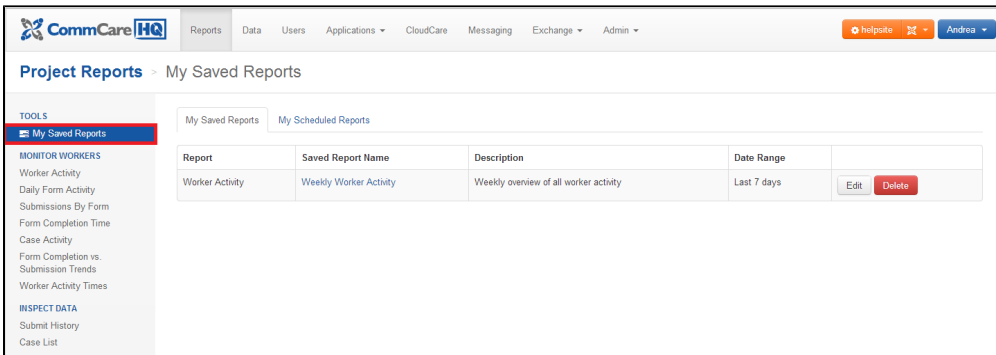 CommCare HQ
Reports Data Users Applications CloudCare Messaging Exchange Admin
helpsite Andrea
Project Reports > My Saved Reports
TOOLS
My Saved Reports
MONITOR WORKERS
Worker Activity
Daily Form Activity
Submissions By Form
Form Completion Time
Case Activity
Form Completion vs.
Submission Trends
Worker Activity Times
INSPECT DATA
Submit History
Case List
My Saved Reports My Scheduled Reports
Report Saved Report Name Description Date Range
Worker Activity Weekly Worker Activity Weekly overview of all worker activity Last 7 days Edit Delete